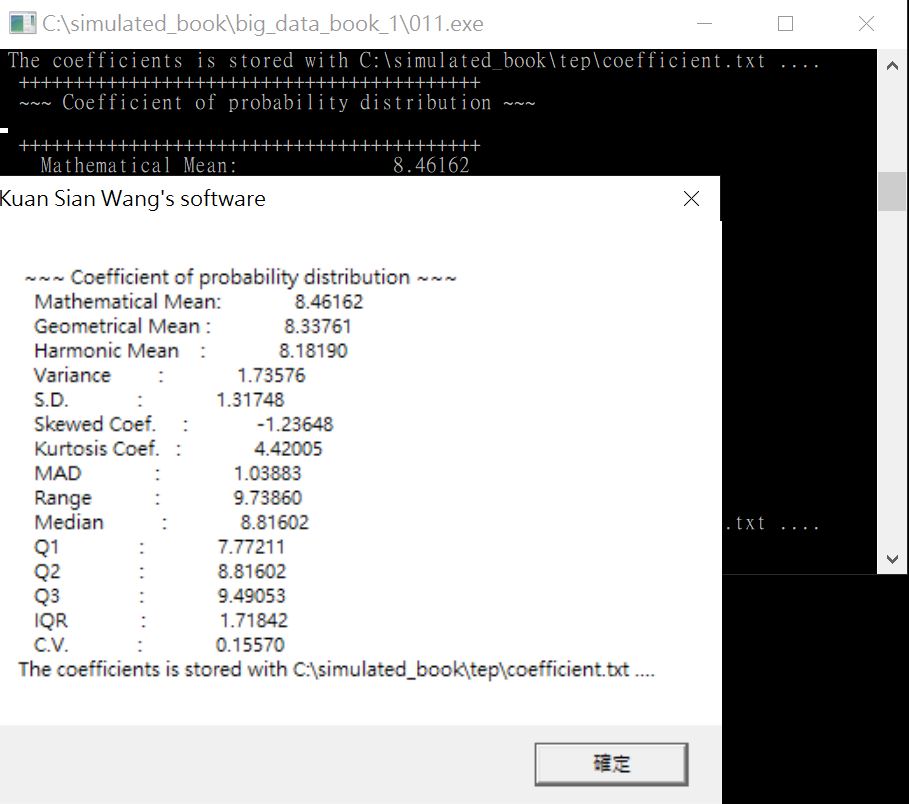 C:\simulated_book\big_data_book_1\011.exe
The coefficients is stored with C:\simulated_book\tep\coefficient.txt ....
++++++++++++++++++++++++++++++++++++++++++
~~~ Coefficient of probability distribution ~~~
++++++++++++++++++++++++++++++++++++++++++
Mathematical Mean: 8.46162
Kuan Sian Wang's software
~~~ Coefficient of probability distribution ~~~
Mathematical Mean: 8.46162
Geometrical Mean : 8.33761
Harmonic Mean : 8.18190
Variance : 1.73576
S.D. : 1.31748
Skewed Coef. : -1.23648
Kurtosis Coef. : 4.42005
MAD : 1.03883
Range : 9.73860
Median : 8.81602
.txt ....
Q1 : 7.77211
Q2 : 8.81602
Q3 : 9.49053
IQR : 1.71842
C.V. : 0.15570
The coefficients is stored with C:\simulated_book\tep\coefficient.txt ....
確定